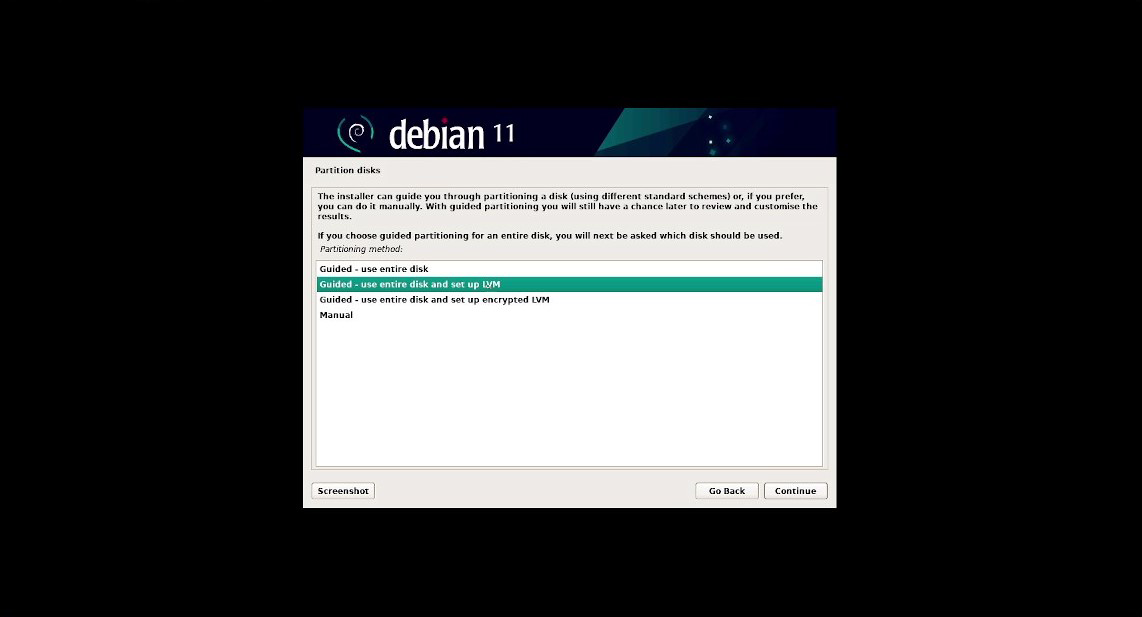 debian 11
Partition disks
The installer can guide you through partitioning a disk (using different standard schemes) or, if you prefer,
you can do it manually. With guided partitioning you will still have a chance later to review and customise the
results.
If you choose guided partitioning for an entire disk, you will next be asked which disk should be used.
Partitioning method:
Guided - use entire disk
Guided - use entire disk and set up LVM
Guided - use entire disk and set up encrypted LVM
Manual
Screenshot
Go Back
Continue